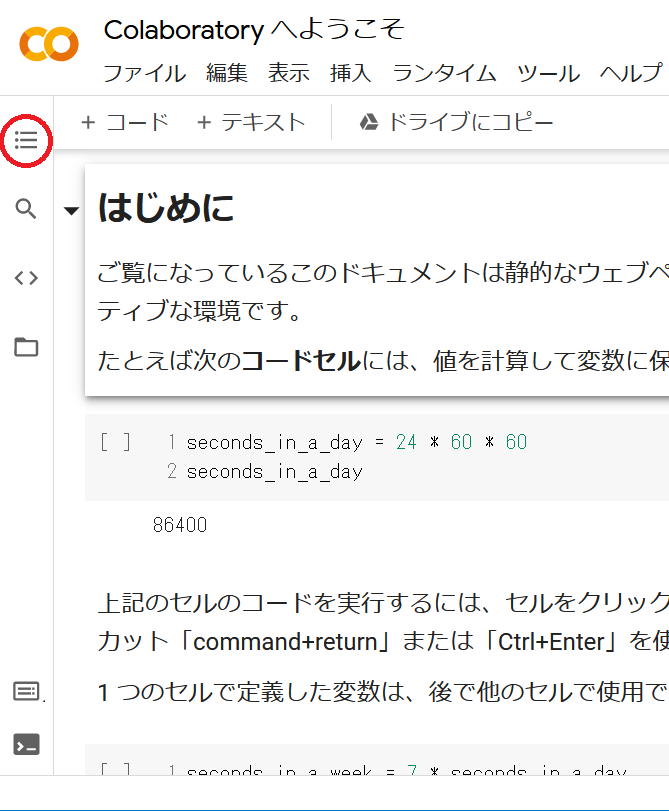 Colaboratory へようこそ
ファイル 編集 表示 挿入 ランタイム ツール ヘルプ
+ コード + テキスト ドライブにコピー
はじめに
ご覧になっているこのドキュメントは静的なウェブペ
ティブな環境です。
たとえば次のコードセルには、値を計算して変数に保
[ ] 1 seconds_in_a_day = 24 * 60 * 60
2 seconds_in_a_day
86400
上記のセルのコードを実行するには、セルをクリック
カット「command+return」または「Ctrl+Enter」を使
1 つのセルで定義した変数は、後で他のセルで使用で
[ ] 1 seconds_in_a_week = 7 * seconds_in_a_day